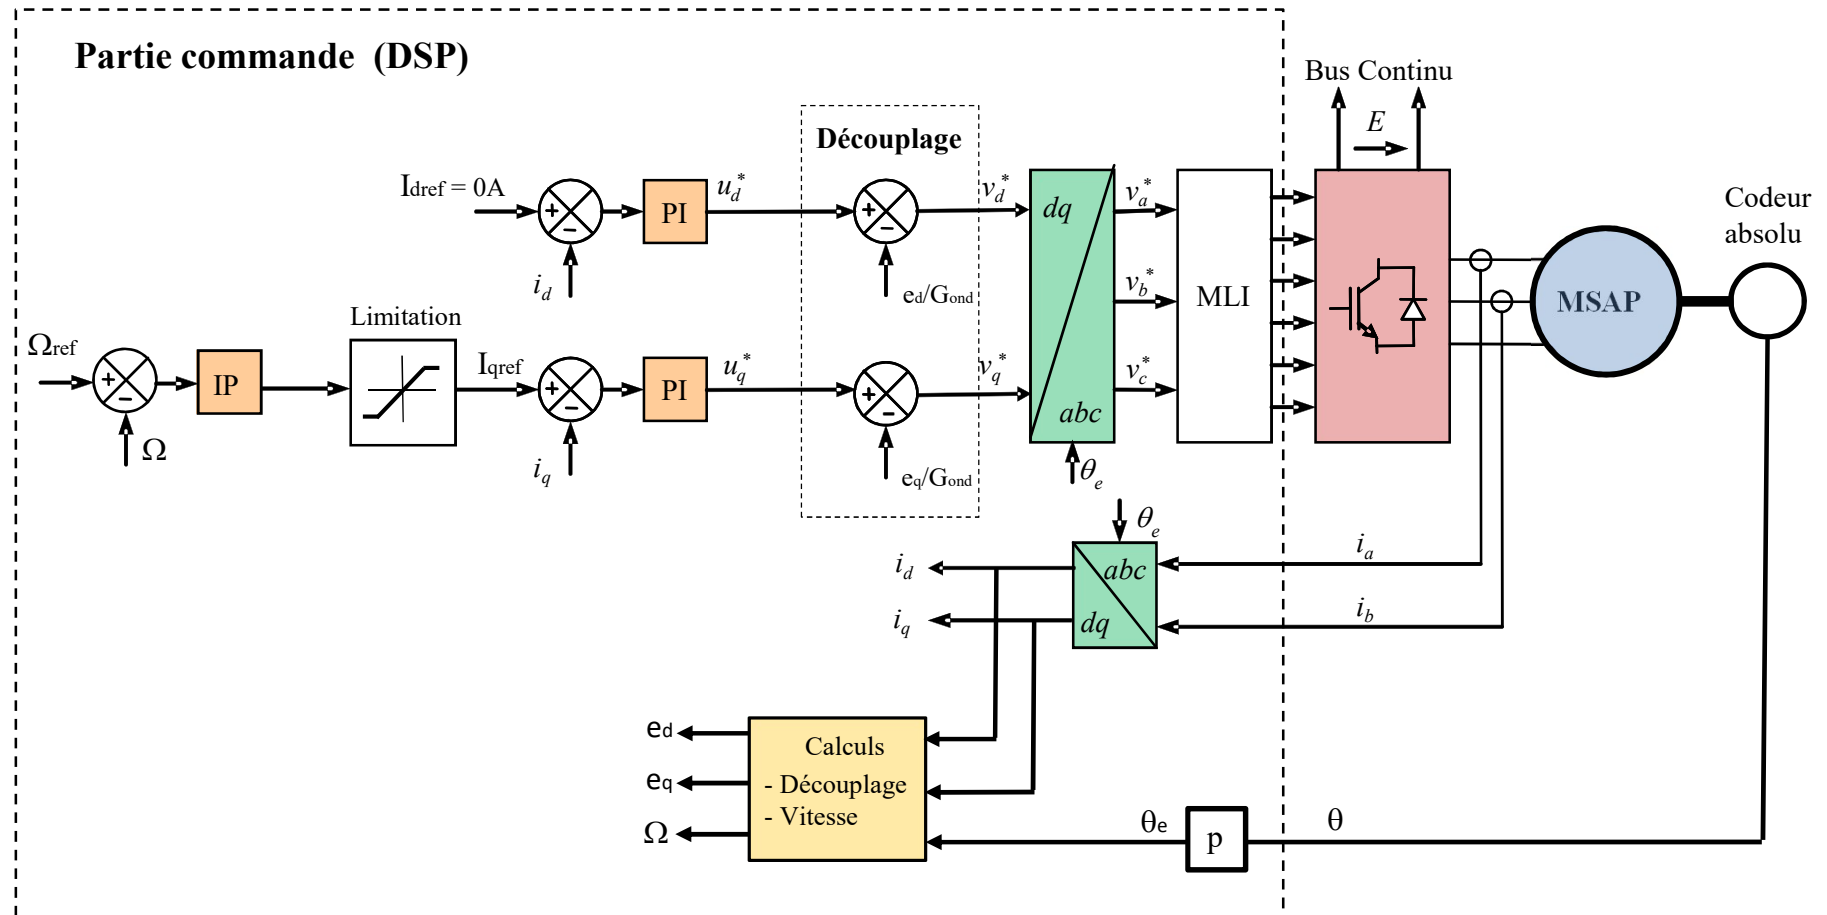 Partie commande (DSP)
Bus Continu
E
Découplage
Codeur
absolu
Idref = 0A
+
−
PI
ud*
+
−
vd*
dq
va*
id
ed/Gond
vb*
MLI
MSAP
Limitation
Ωref
+
−
IP
Iqref
+
−
PI
uq*
+
−
vq*
abc
vc*
Ω
iq
eq/Gond
θe
θe
id
abc
ia
iq
dq
ib
ed
Calculs
eq
- Découplage
- Vitesse
Ω
θe
p
θ